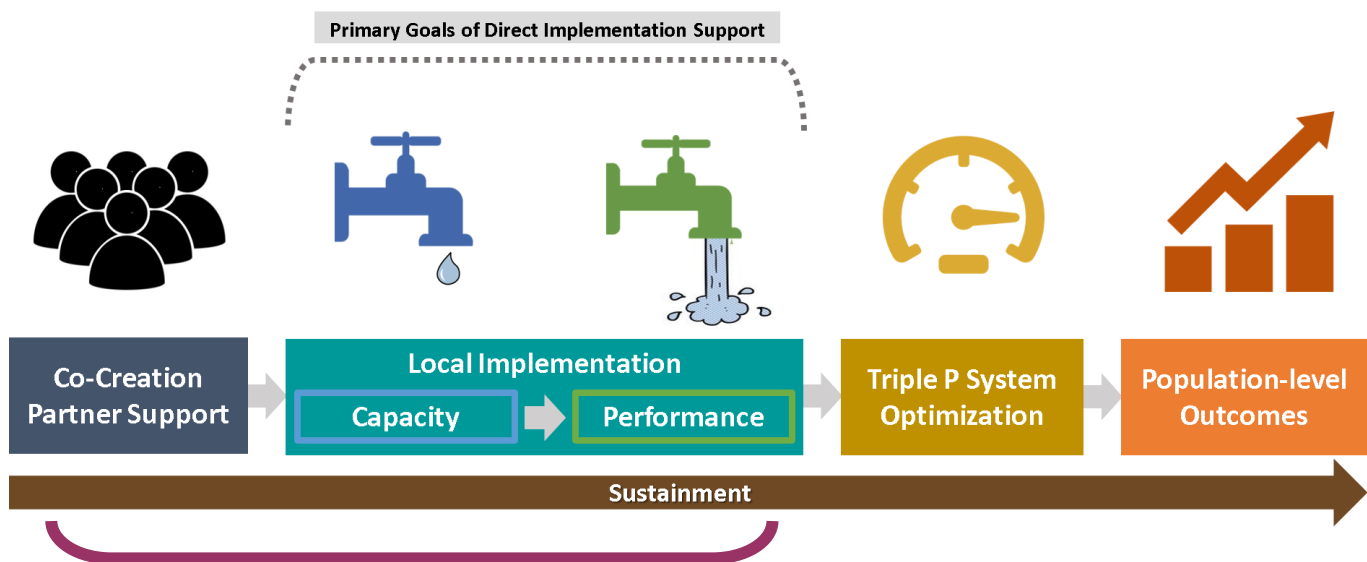 Primary Goals of Direct Implementation Support
Co-Creation
Partner Support
Local Implementation
Capacity
Performance
Triple P System
Optimization
Population-level
Outcomes
Sustainment